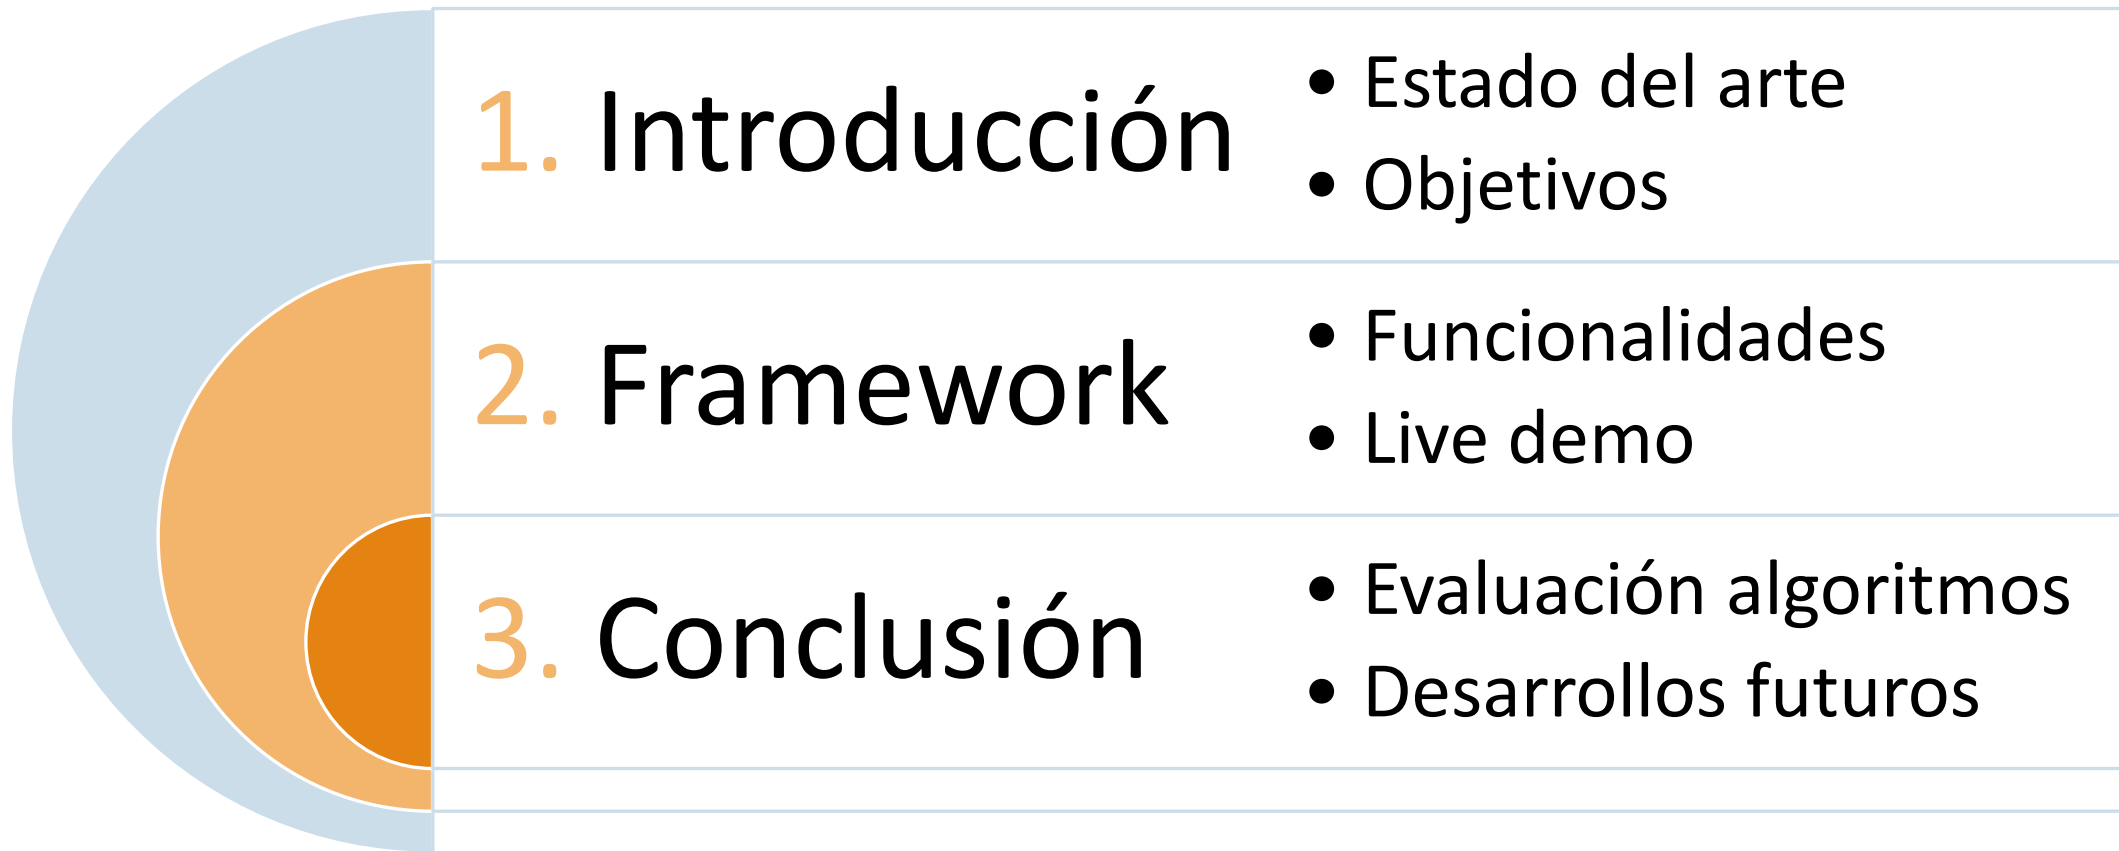 1. Introducción
• Estado del arte
• Objetivos
2. Framework
• Funcionalidades
• Live demo
3. Conclusión
• Evaluación algoritmos
• Desarrollos futuros